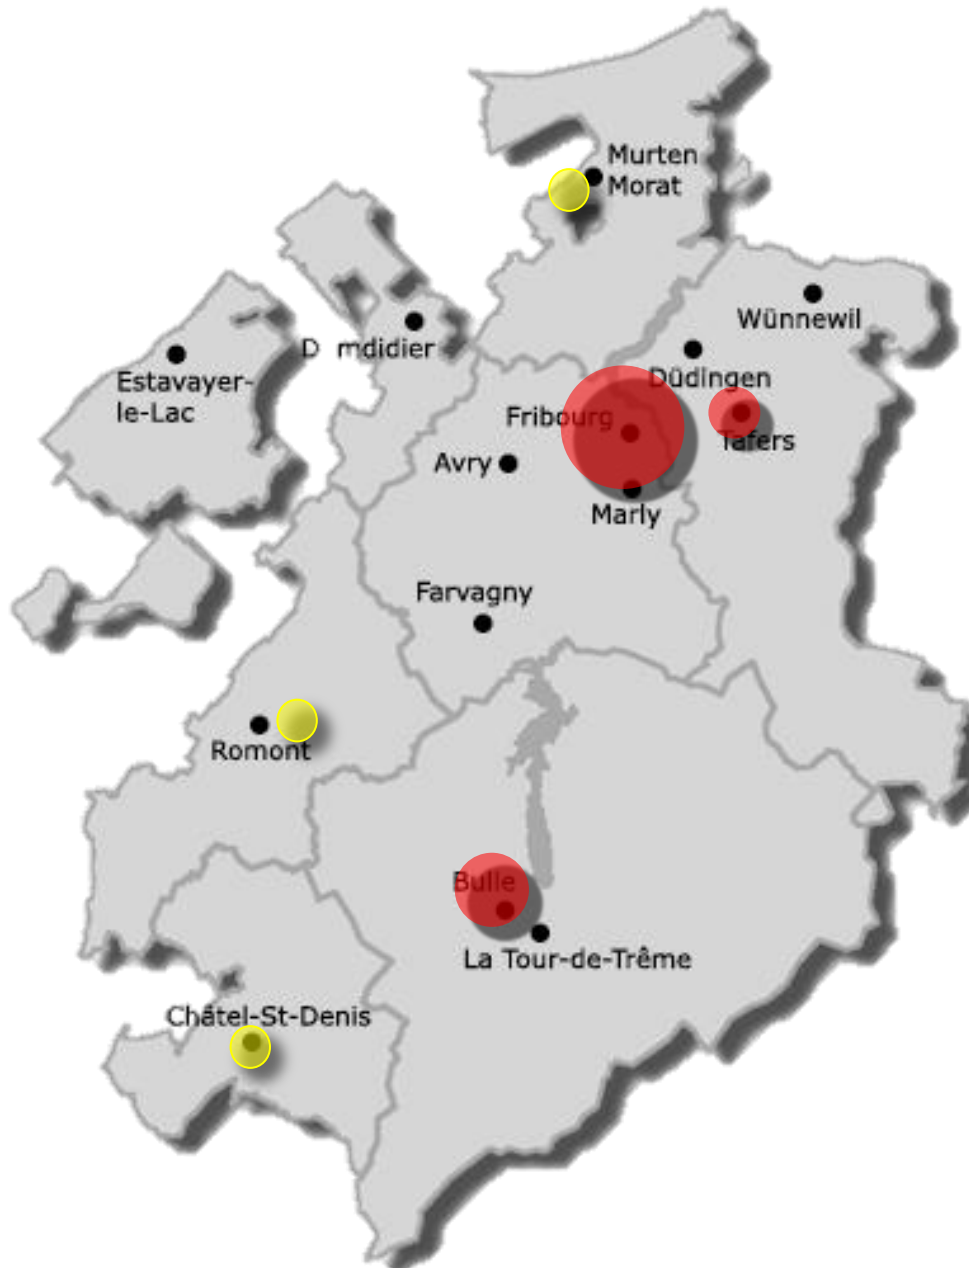 Murten
Morat
Wünnewil
D mdidier
Estavayer-
le-Lac
Düdingen
Fribourg
Tafers
Avry
Marly
Farvagny
Romont
Bulle
La Tour-de-Trême
Châtel-St-Denis